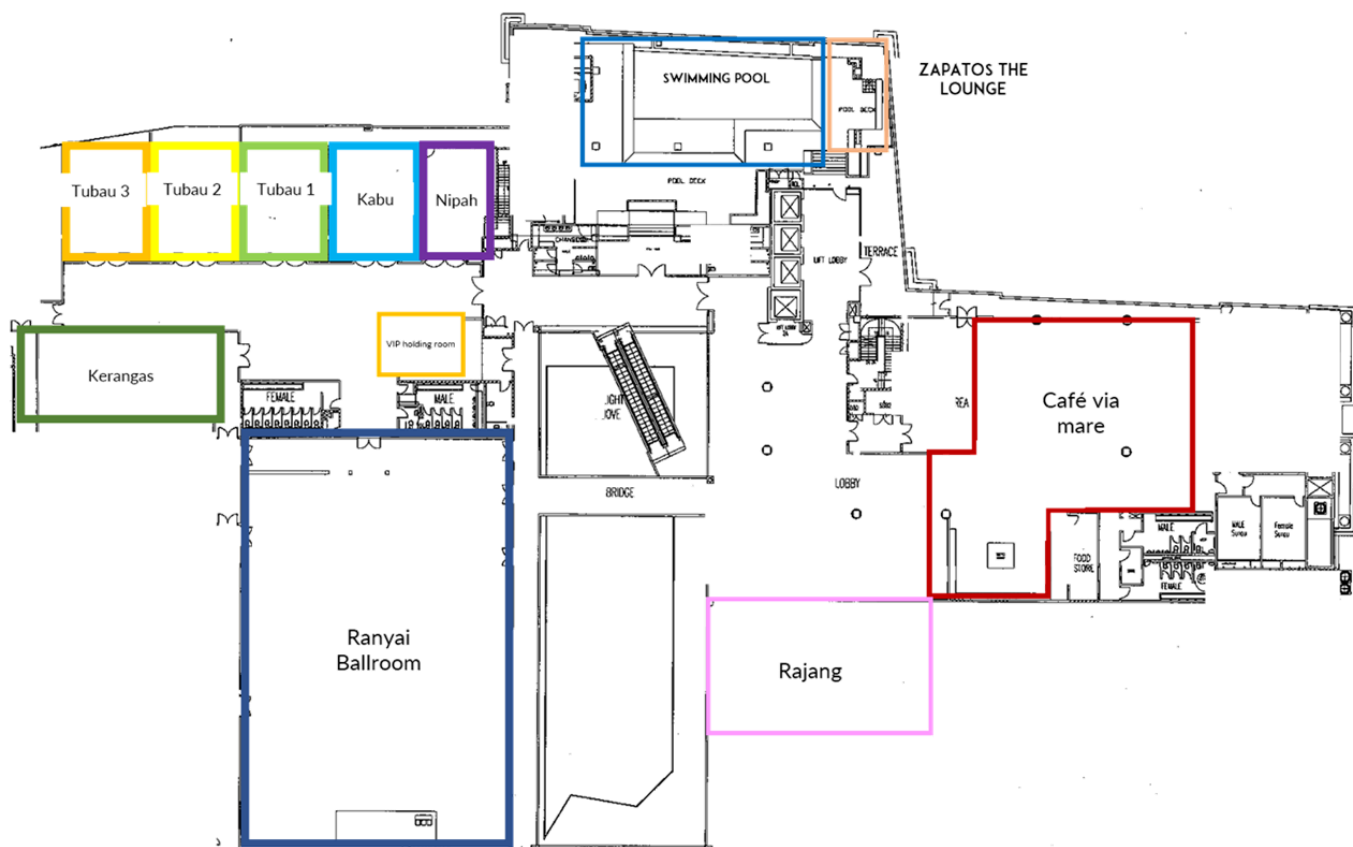 SWIMMING POOL
ZAPATOS THE
LOUNGE
POOL DECK
Tubau 3
Tubau 2
Tubau 1
Kabu
Nipah
POOL DECK
LIFT LOBBY
TERRACE
VIP holding room
Kerangas
FEMALE
MALE
Café via
mare
LOBBY
BRIDGE
MALE
FOOD
STORE
FEMALE
MALE
Female
Ranyai
Ballroom
Rajang